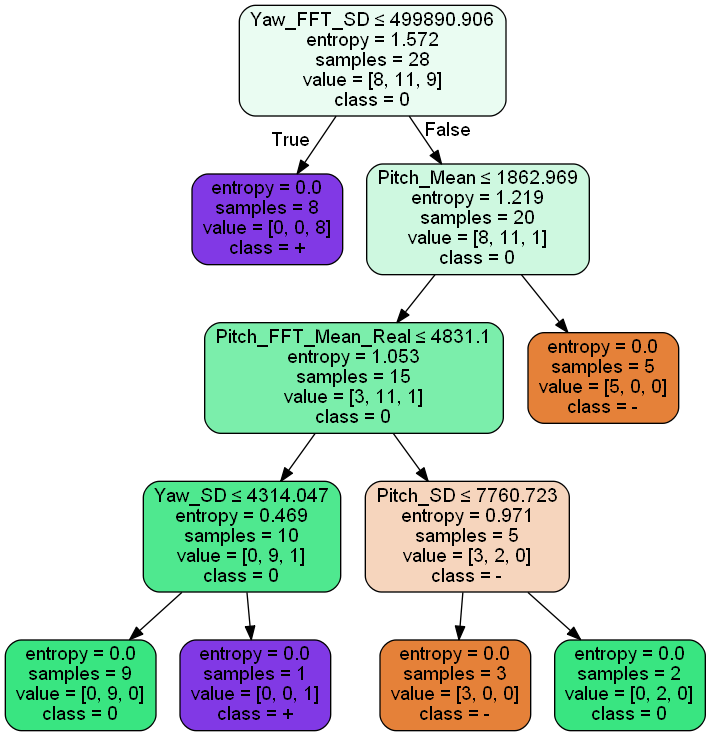 Yaw_FFT_SD ≤ 499890.906
entropy = 1.572
samples = 28
value = [8, 11, 9]
class = 0
True
False
entropy = 0.0
samples = 8
value = [0, 0, 8]
class = +
Pitch_Mean ≤ 1862.969
entropy = 1.219
samples = 20
value = [8, 11, 1]
class = 0
Pitch_FFT_Mean_Real ≤ 4831.1
entropy = 1.053
samples = 15
value = [3, 11, 1]
class = 0
entropy = 0.0
samples = 5
value = [5, 0, 0]
class = -
Yaw_SD ≤ 4314.047
entropy = 0.469
samples = 10
value = [0, 9, 1]
class = 0
Pitch_SD ≤ 7760.723
entropy = 0.971
samples = 5
value = [3, 2, 0]
class = -
entropy = 0.0
samples = 9
value = [0, 9, 0]
class = 0
entropy = 0.0
samples = 1
value = [0, 0, 1]
class = +
entropy = 0.0
samples = 3
value = [3, 0, 0]
class = -
entropy = 0.0
samples = 2
value = [0, 2, 0]
class = 0